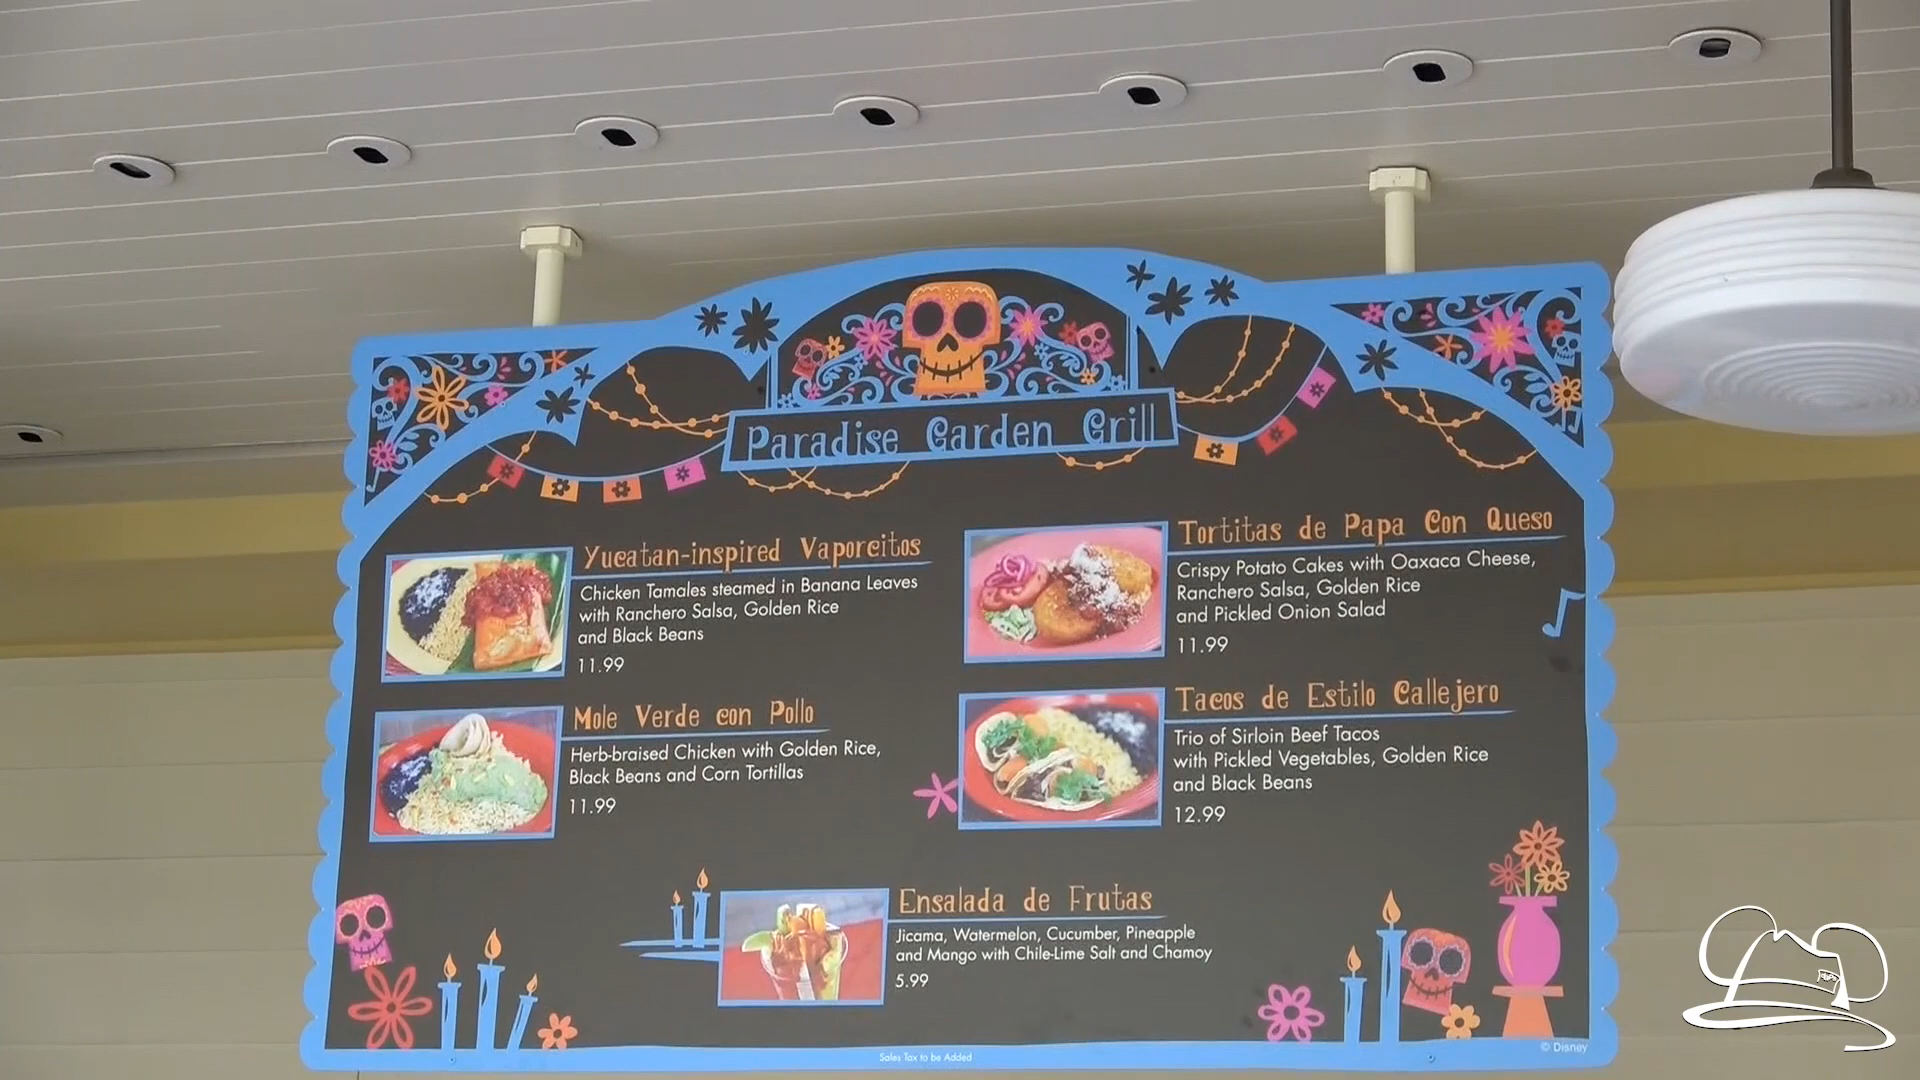 Paradise Garden Grill
Yucatan-inspired Vaporcitos
Chicken Tamales steamed in Banana Leaves
with Ranchero Salsa, Golden Rice
and Black Beans
11.99
Mole Verde con Pollo
Herb-braised Chicken with Golden Rice,
Black Beans and Corn Tortillas
11.99
Tortitas de Papa Con Queso
Crispy Potato Cakes with Oaxaca Cheese,
Ranchero Salsa, Golden Rice
and Pickled Onion Salad
11.99
Tacos de Estilo Callejero
Trio of Sirloin Beef Tacos
with Pickled Vegetables, Golden Rice
and Black Beans
12.99
Ensalada de Frutas
Jicama, Watermelon, Cucumber, Pineapple
and Mango with Chile-Lime Salt and Chamoy
5.99
Sales Tax to be Added
© Disney